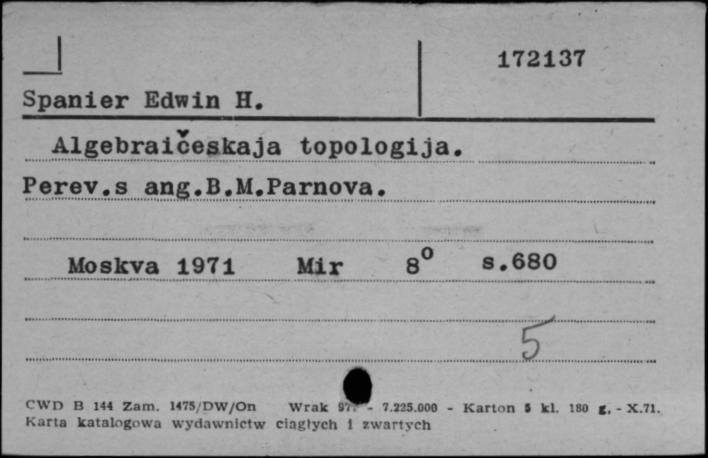 172137
Spanier Edwin H.
Algebraičeskaja topologija.
Perev.s ang.B.M.Parnova.
Moskva 1971 Mir 8° s.680
5
CWD B 144 Zam. 1475/DW/On Wrak - 7.225.000 - Karton 5 kl. 180 g. - X.71.
Karta katalogowa wydawnictw ciągłych i zwartych